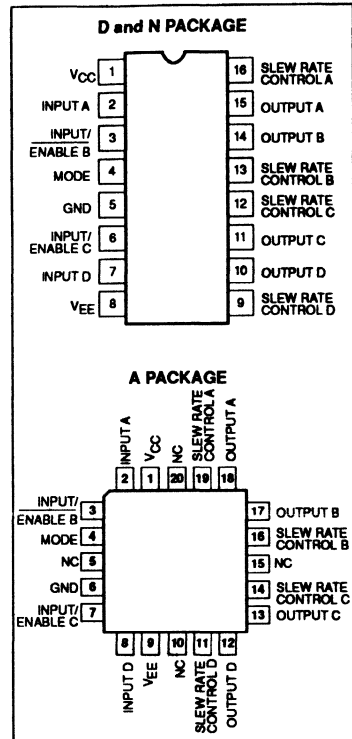 D and N PACKAGE
VCC 1
INPUT A 2
INPUT/
ENABLE B 3
MODE 4
GND 5
INPUT/
ENABLE C 6
INPUT D 7
VEE 8
16 SLEW RATE
CONTROL A
15 OUTPUT A
14 OUTPUT B
13 SLEW RATE
CONTROL B
12 SLEW RATE
CONTROL C
11 OUTPUT C
10 OUTPUT D
9 SLEW RATE
CONTROL D
A PACKAGE
INPUT A
VCC
NC
SLEW RATE
CONTROL A
OUTPUT A
2 1 20 19 18
INPUT/
ENABLE B 3
MODE 4
NC 5
GND 6
INPUT/
ENABLE C 7
17 OUTPUT B
16 SLEW RATE
CONTROL B
15 NC
14 SLEW RATE
CONTROL C
13 OUTPUT C
8 9 10 11 12
INPUT D
VEE
NC
SLEW RATE
CONTROL D
OUTPUT D